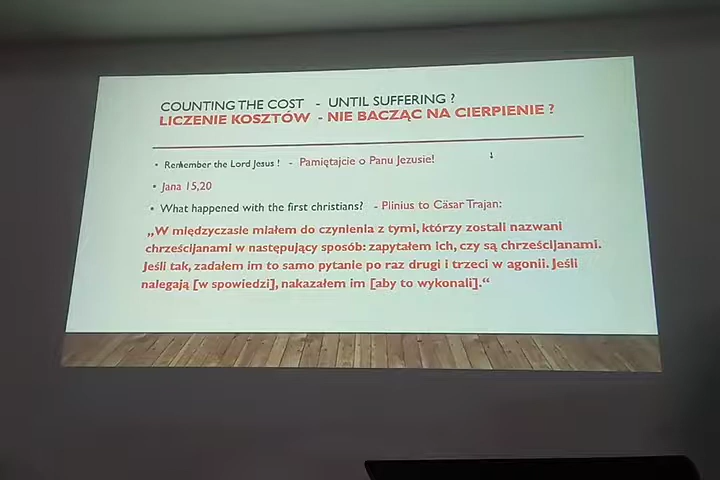 COUNTING THE COST - UNTIL SUFFERING ?
LICZENIE KOSZTÓW - NIE BACZĄC NA CIERPIENIE ?
• Remember the Lord Jesus ! - Pamiętajcie o Panu Jezusie!
• Jana 15,20
• What happened with the first christians? - Plinius to Cäsar Trajan:
„W międzyczasie miałem do czynienia z tymi, którzy zostali nazwani
chrześcijanami w następujący sposób: zapytałem ich, czy są chrześcijanami.
Jeśli tak, zadałem im to samo pytanie po raz drugi i trzeci w agonii. Jeśli
nalegają [w spowiedzi], nakazałem im [aby to wykonali].“